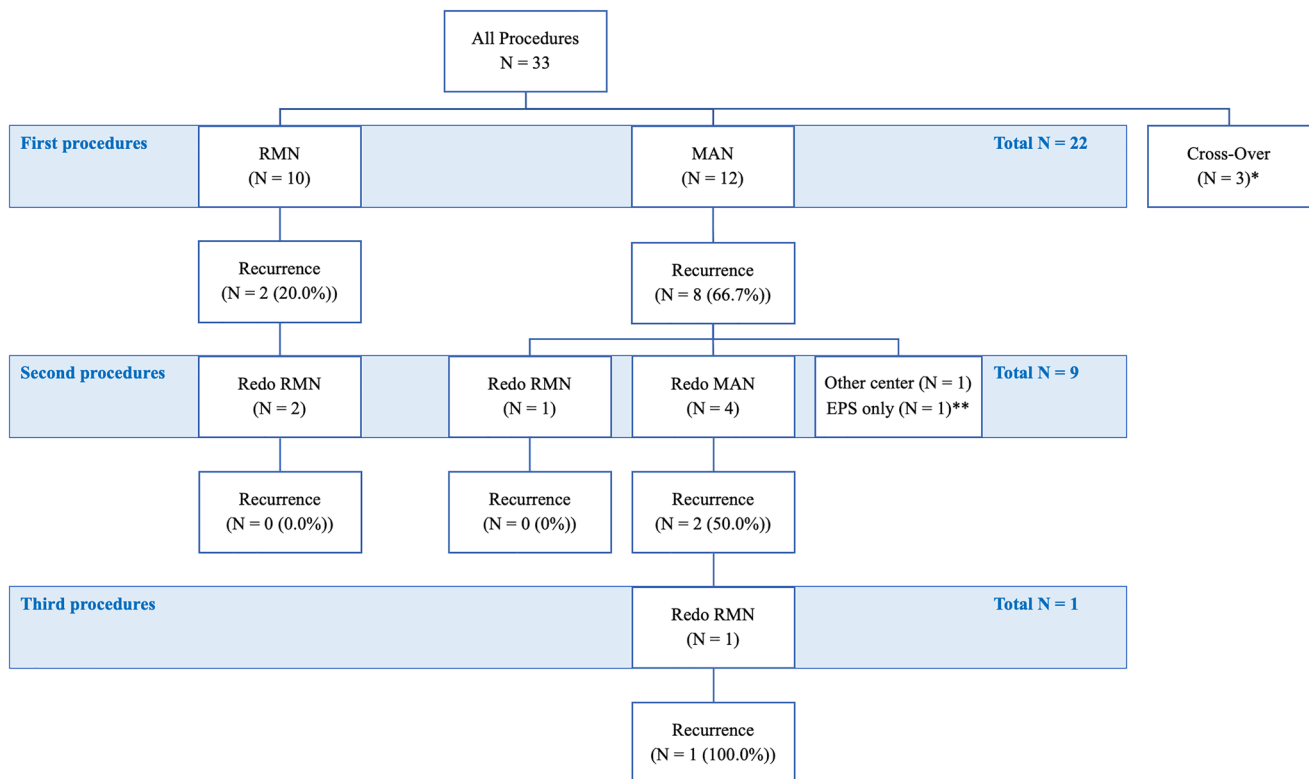 All Procedures
N = 33
First procedures
RMN
(N = 10)
MAN
(N = 12)
Total N = 22
Cross-Over
(N = 3)*
Recurrence
(N = 2 (20.0%))
Recurrence
(N = 8 (66.7%))
Second procedures
Redo RMN
(N = 2)
Redo RMN
(N = 1)
Redo MAN
(N = 4)
Other center (N = 1)
EPS only (N = 1)**
Total N = 9
Recurrence
(N = 0 (0.0%))
Recurrence
(N = 0 (0%))
Recurrence
(N = 2 (50.0%))
Third procedures
Redo RMN
(N = 1)
Total N = 1
Recurrence
(N = 1 (100.0%))